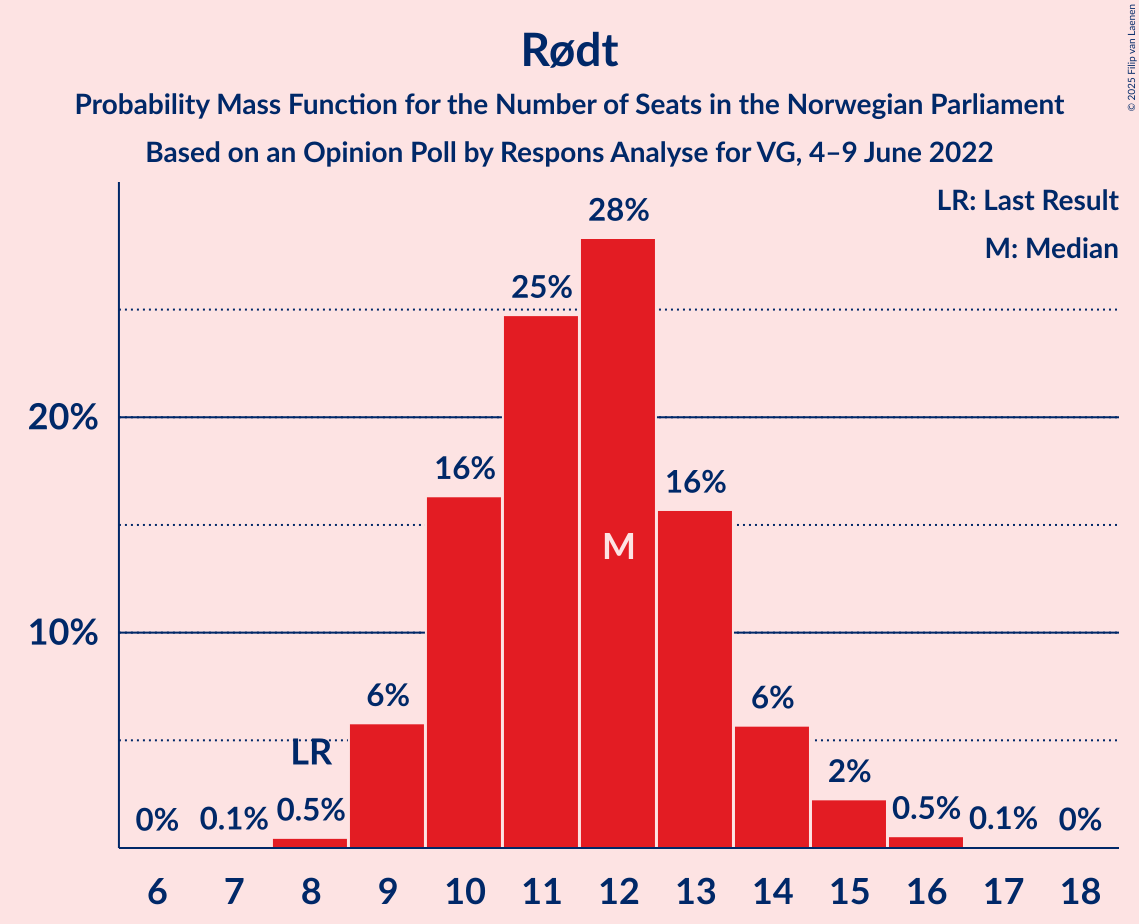 Rødt
Probability Mass Function for the Number of Seats in the Norwegian Parliament
Based on an Opinion Poll by Respons Analyse for VG, 4–9 June 2022
© 2025 Filip van Laenen
LR: Last Result
M: Median
20%
10%
0%
0.1%
0.5%
LR
6%
16%
25%
28%
M
16%
6%
2%
0.5%
0.1%
0%
6 7 8 9 10 11 12 13 14 15 16 17 18